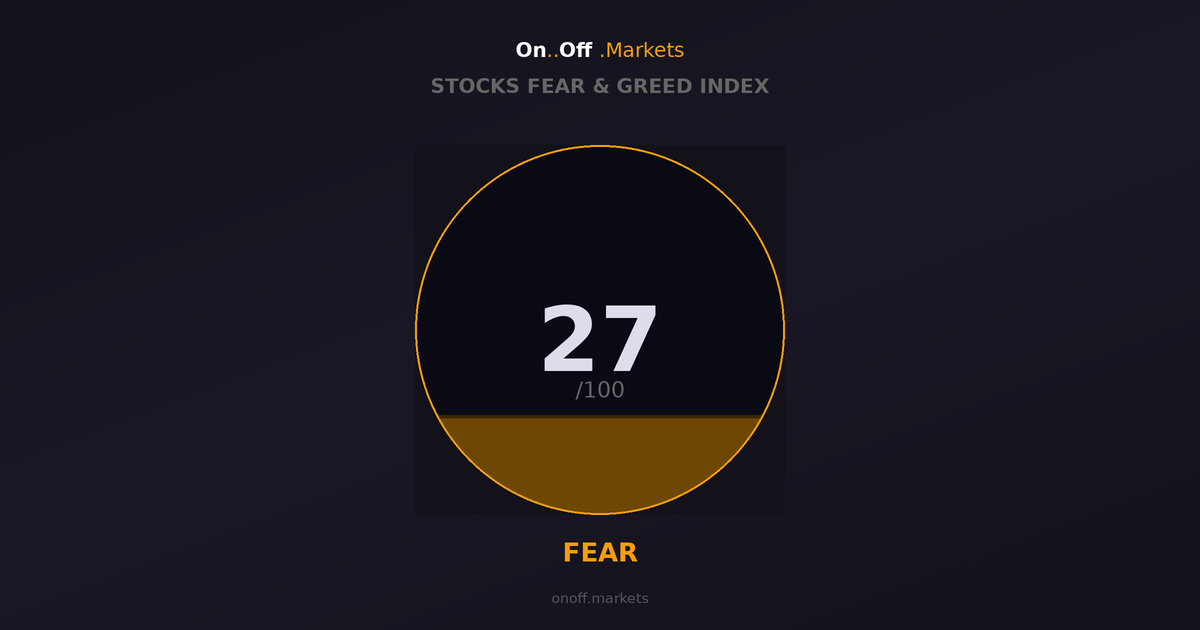 On..Off .Markets
STOCKS FEAR & GREED INDEX
27
/100
FEAR
onoff.markets